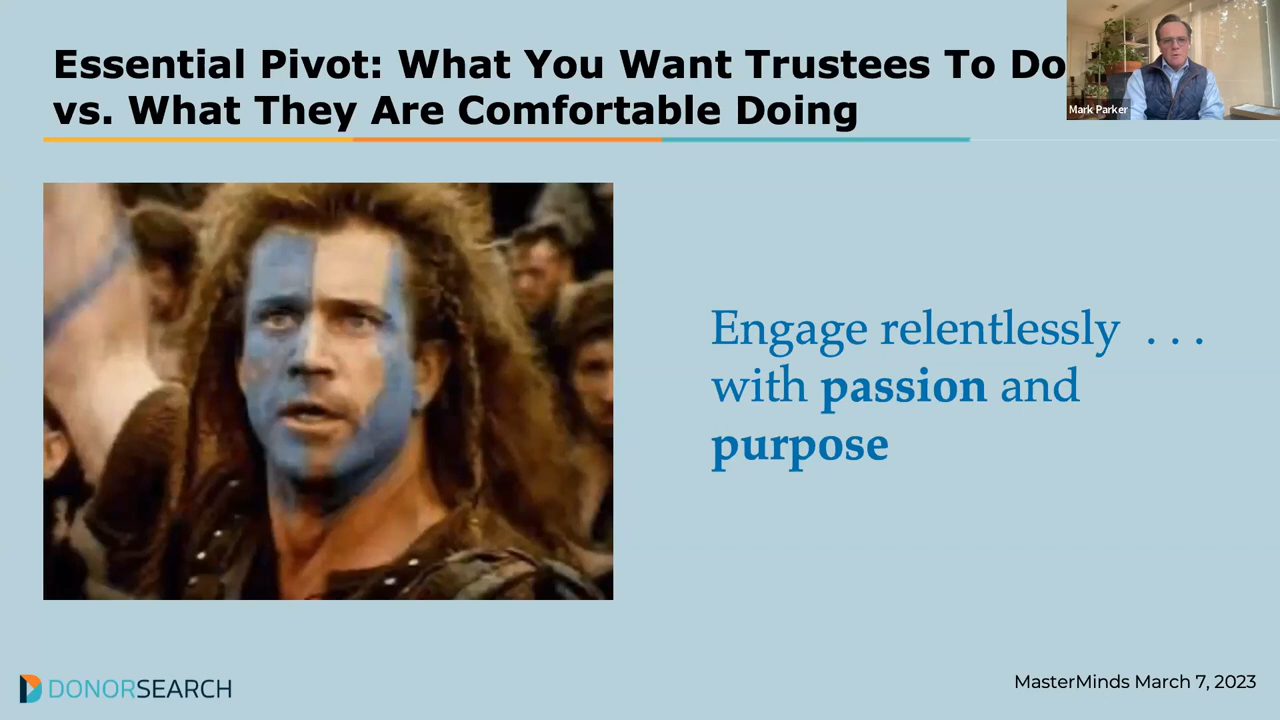 Essential Pivot: What You Want Trustees To Do
vs. What They Are Comfortable Doing
Mark Parker
Engage relentlessly . . .
with passion and
purpose
DONORSEARCH
MasterMinds March 7, 2023